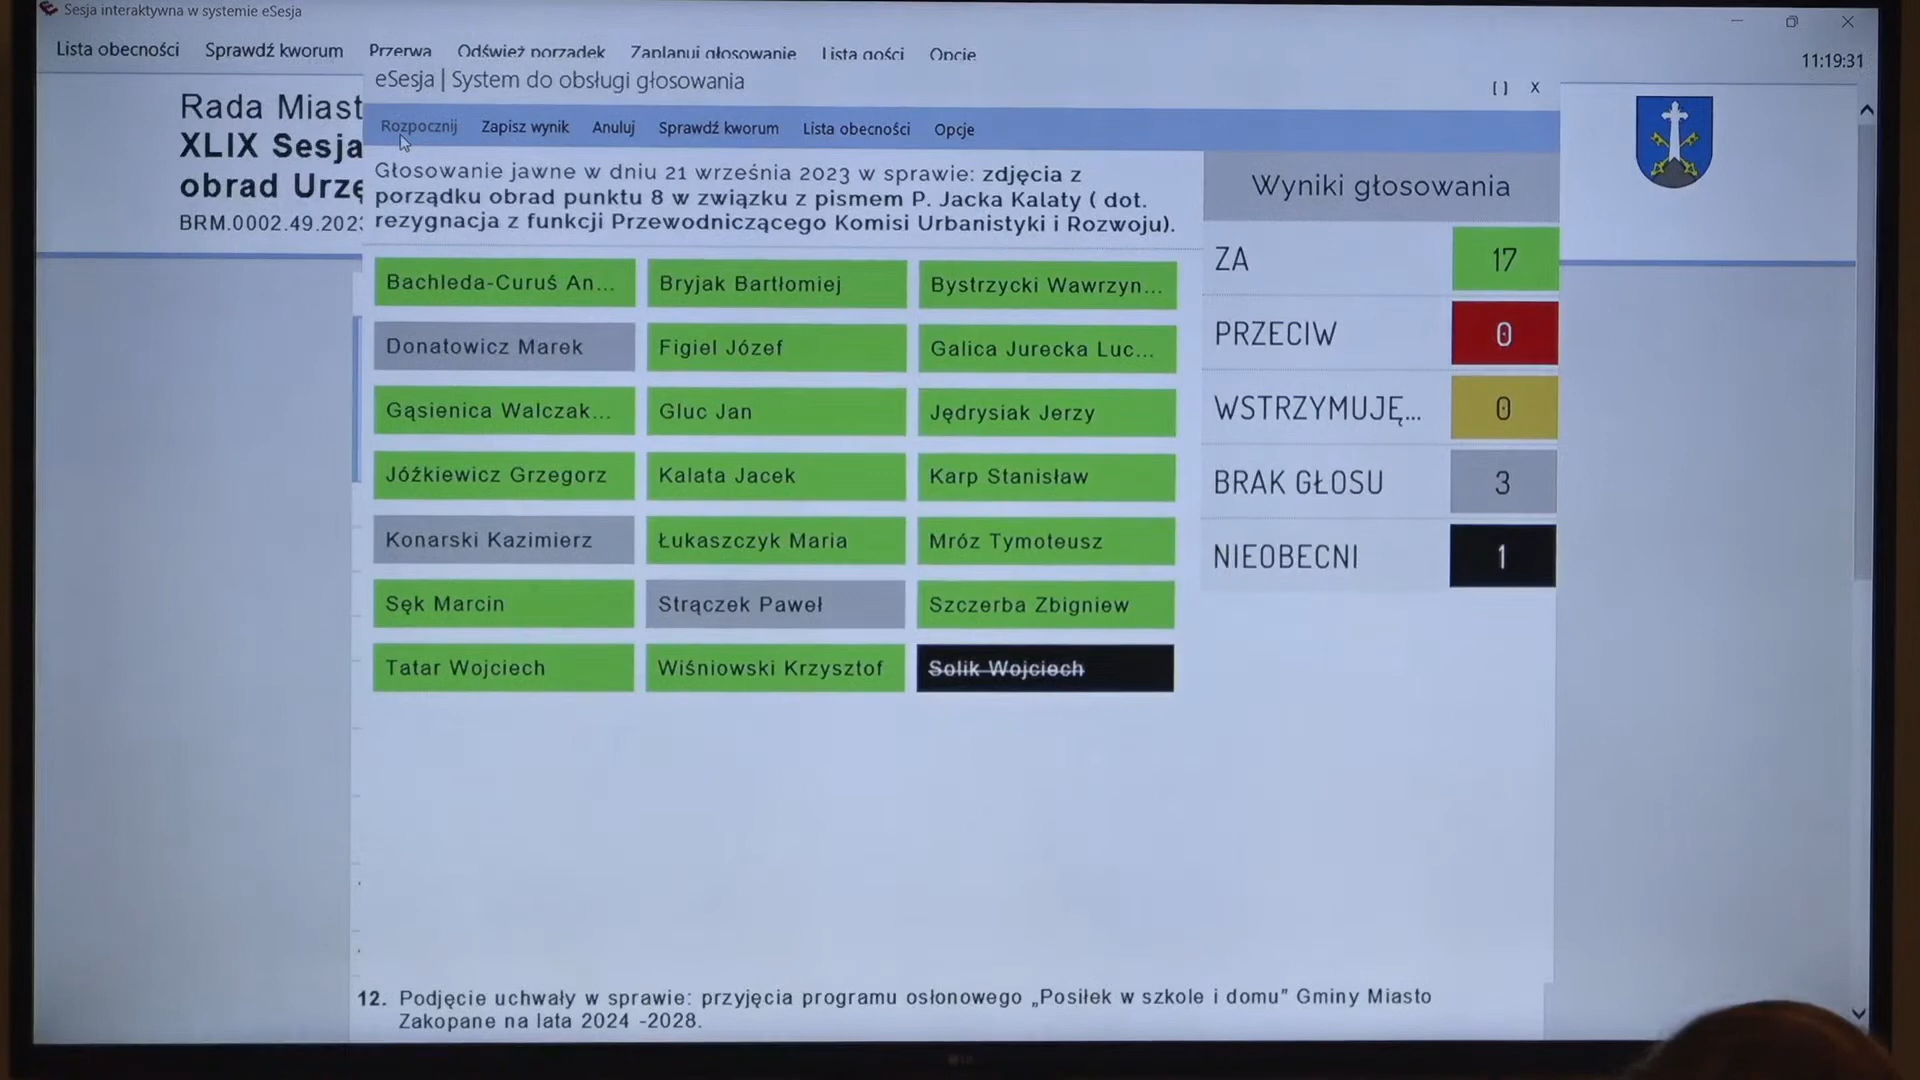 Sesja interaktywna w systemie eSesja
Lista obecności Sprawdź kworum Przerwa Odśwież porządek Zaplanuj głosowanie Lista gości Opcje
11:19:31
eSesja | System do obsługi głosowania
[ ] X
Rada Miast
XLIX Sesja
obrad Urzę
BRM.0002.49.202
Rozpocznij Zapisz wynik Anuluj Sprawdź kworum Lista obecności Opcje
Głosowanie jawne w dniu 21 września 2023 w sprawie: zdjęcia z
porządku obrad punktu 8 w związku z pismem P. Jacka Kalaty ( dot.
rezygnacja z funkcji Przewodniczącego Komisi Urbanistyki i Rozwoju).
Bachleda-Curuś An... Bryjak Bartłomiej Bystrzycki Wawrzyn...
Donatowicz Marek Figiel Józef Galica Jurecka Luc...
Gąsienica Walczak... Gluc Jan Jędrysiak Jerzy
Jóźkiewicz Grzegorz Kalata Jacek Karp Stanisław
Konarski Kazimierz Łukaszczyk Maria Mróz Tymoteusz
Sęk Marcin Strączek Paweł Szczerba Zbigniew
Tatar Wojciech Wiśniowski Krzysztof Solik Wojciech
Wyniki głosowania
ZA 17
PRZECIW 0
WSTRZYMUJĘ... 0
BRAK GŁOSU 3
NIEOBECNI 1
12. Podjęcie uchwały w sprawie: przyjęcia programu osłonowego „Posiłek w szkole i domu" Gminy Miasto
Zakopane na lata 2024 -2028.